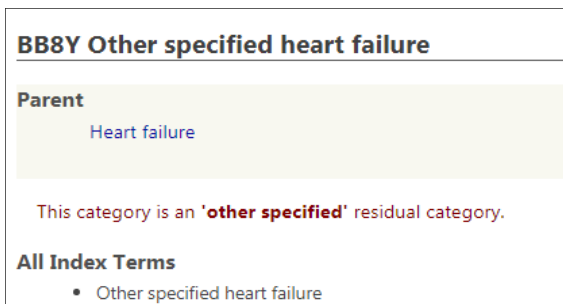 BB8Y Other specified heart failure
Parent
Heart failure
This category is an 'other specified' residual category.
All Index Terms
• Other specified heart failure